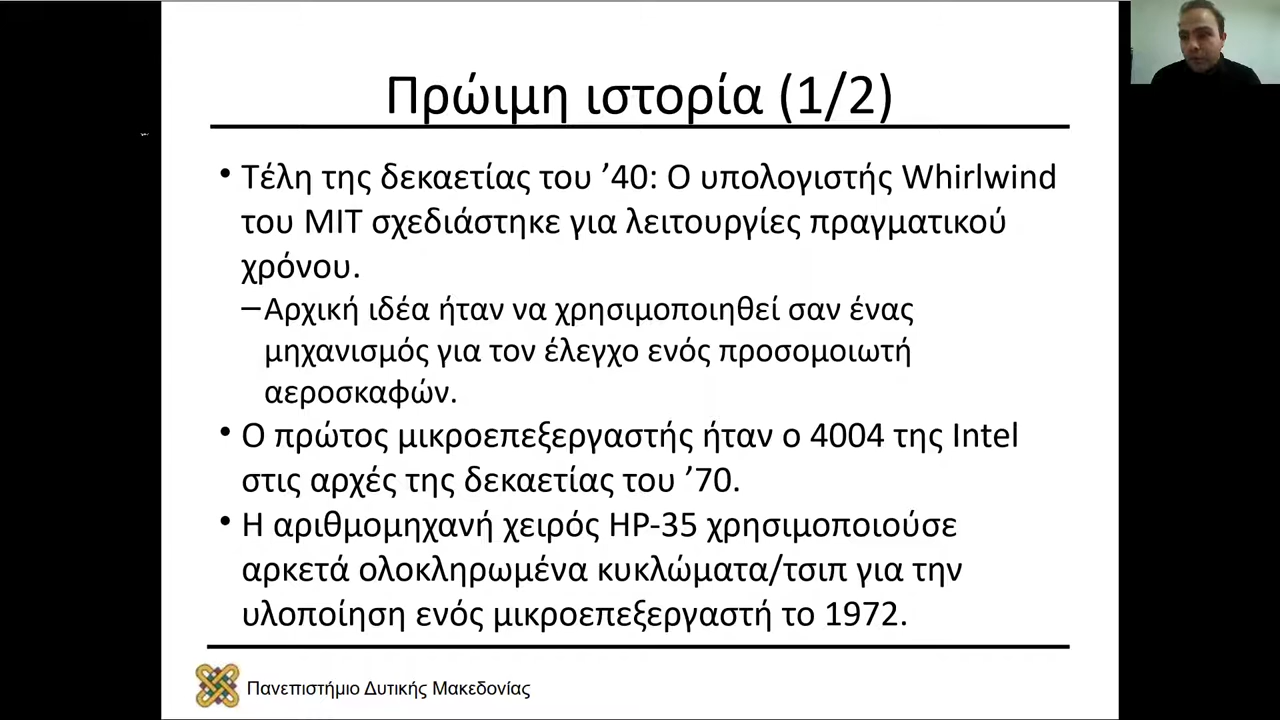 Πρώιμη ιστορία (1/2)
• Τέλη της δεκαετίας του ’40: Ο υπολογιστής Whirlwind
του MIT σχεδιάστηκε για λειτουργίες πραγματικού
χρόνου.
–Αρχική ιδέα ήταν να χρησιμοποιηθεί σαν ένας
μηχανισμός για τον έλεγχο ενός προσομοιωτή
αεροσκαφών.
• Ο πρώτος μικροεπεξεργαστής ήταν ο 4004 της Intel
στις αρχές της δεκαετίας του ’70.
• Η αριθμομηχανή χειρός HP-35 χρησιμοποιούσε
αρκετά ολοκληρωμένα κυκλώματα/τσιπ για την
υλοποίηση ενός μικροεπεξεργαστή το 1972.
Πανεπιστήμιο Δυτικής Μακεδονίας